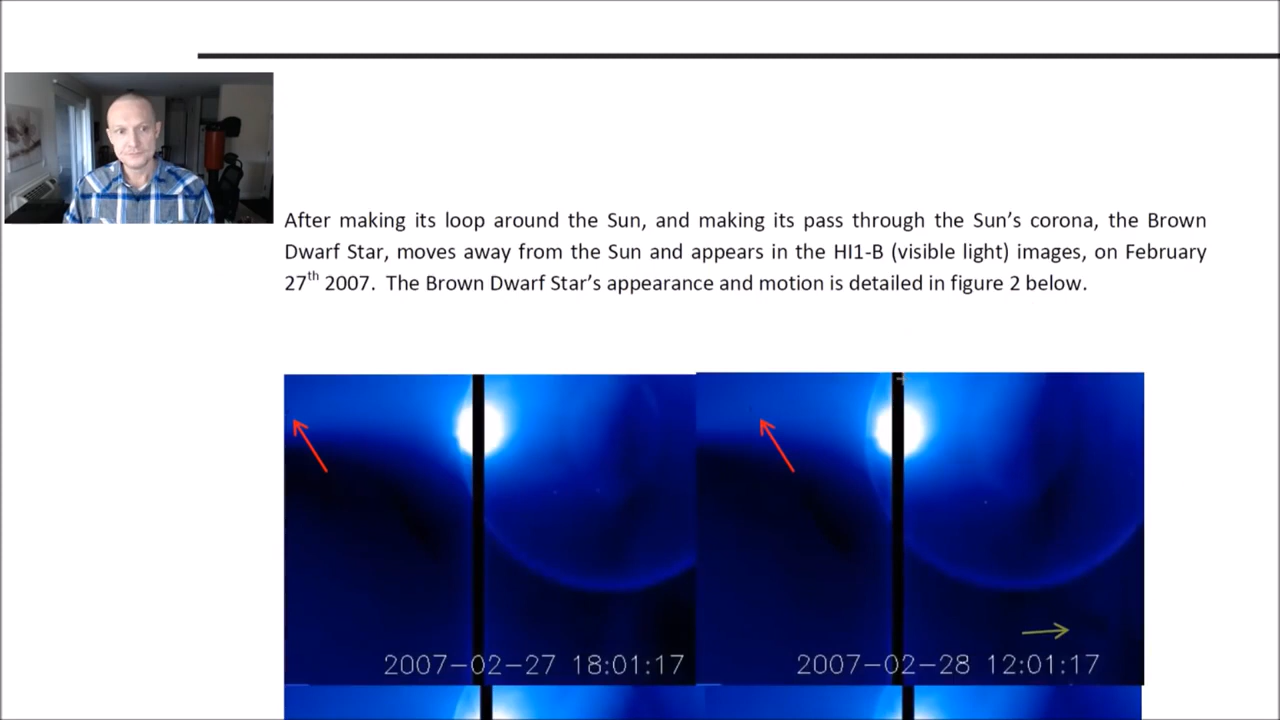 After making its loop around the Sun, and making its pass through the Sun’s corona, the Brown
Dwarf Star, moves away from the Sun and appears in the HI1-B (visible light) images, on February
27th 2007.  The Brown Dwarf Star’s appearance and motion is detailed in figure 2 below.
2007-02-27 18:01:17
2007-02-28 12:01:17